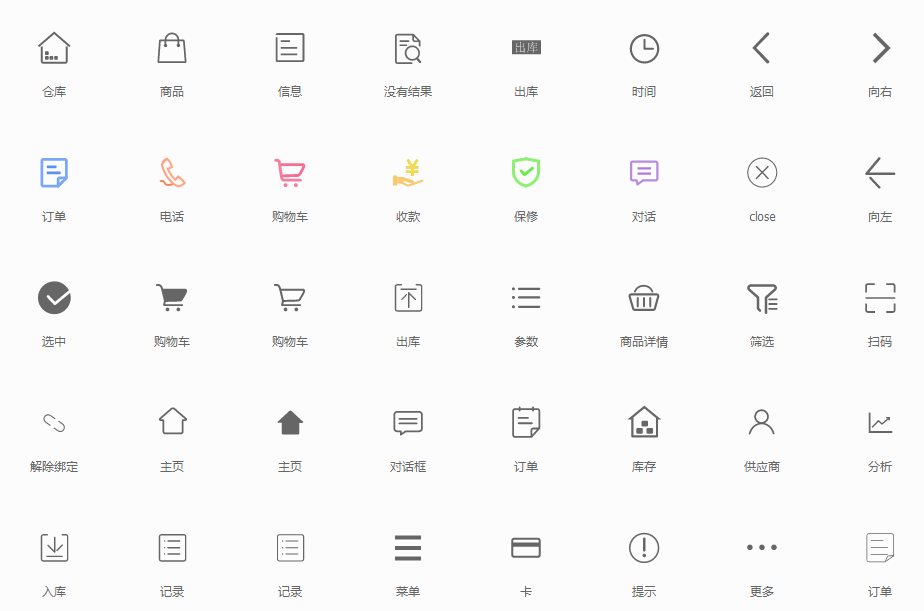 仓库
商品
信息
没有结果
出库
出库
时间
返回
向右
订单
电话
购物车
¥
收款
保修
对话
close
向左
选中
购物车
购物车
出库
参数
商品详情
筛选
扫码
解除绑定
主页
主页
对话框
订单
库存
供应商
分析
入库
记录
记录
菜单
卡
提示
更多
订单